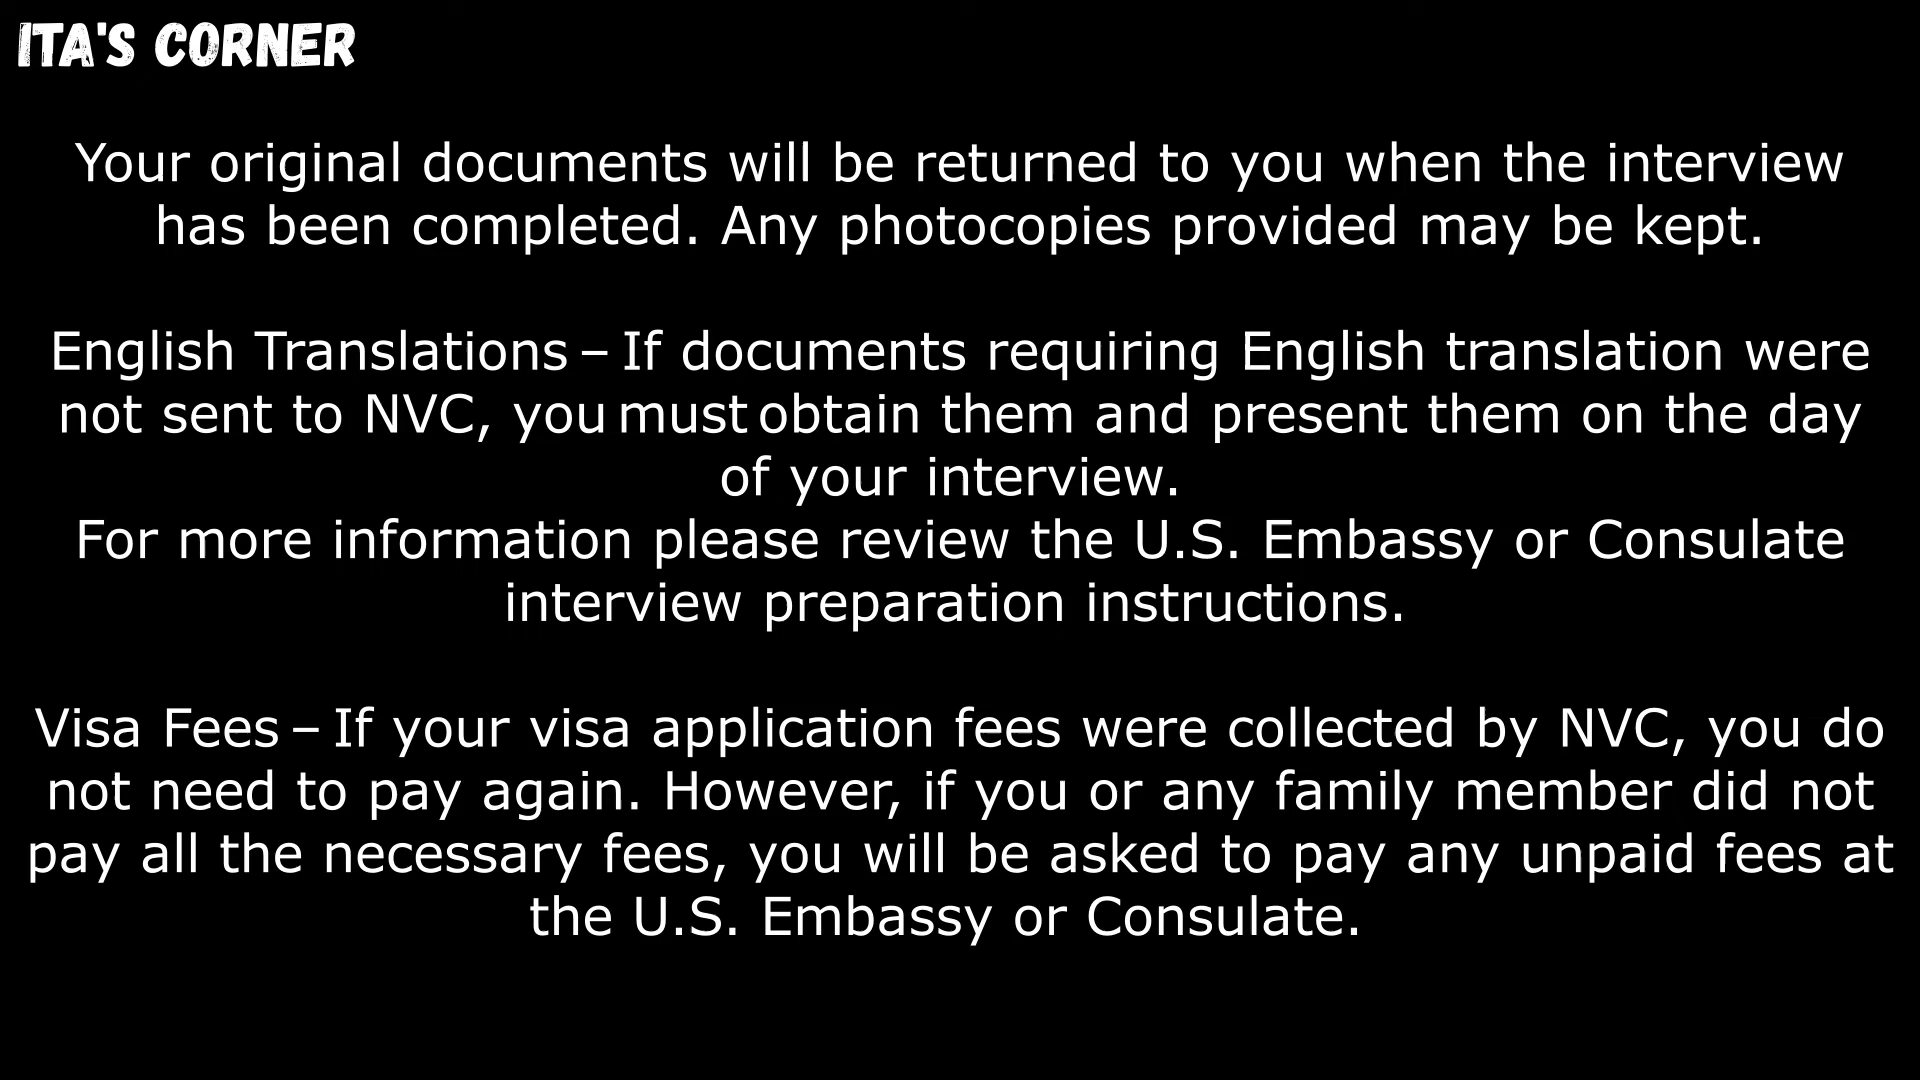 ITA'S CORNER
Your original documents will be returned to you when the interview
has been completed. Any photocopies provided may be kept.
English Translations – If documents requiring English translation were
not sent to NVC, you must obtain them and present them on the day
of your interview.
For more information please review the U.S. Embassy or Consulate
interview preparation instructions.
Visa Fees – If your visa application fees were collected by NVC, you do
not need to pay again. However, if you or any family member did not
pay all the necessary fees, you will be asked to pay any unpaid fees at
the U.S. Embassy or Consulate.